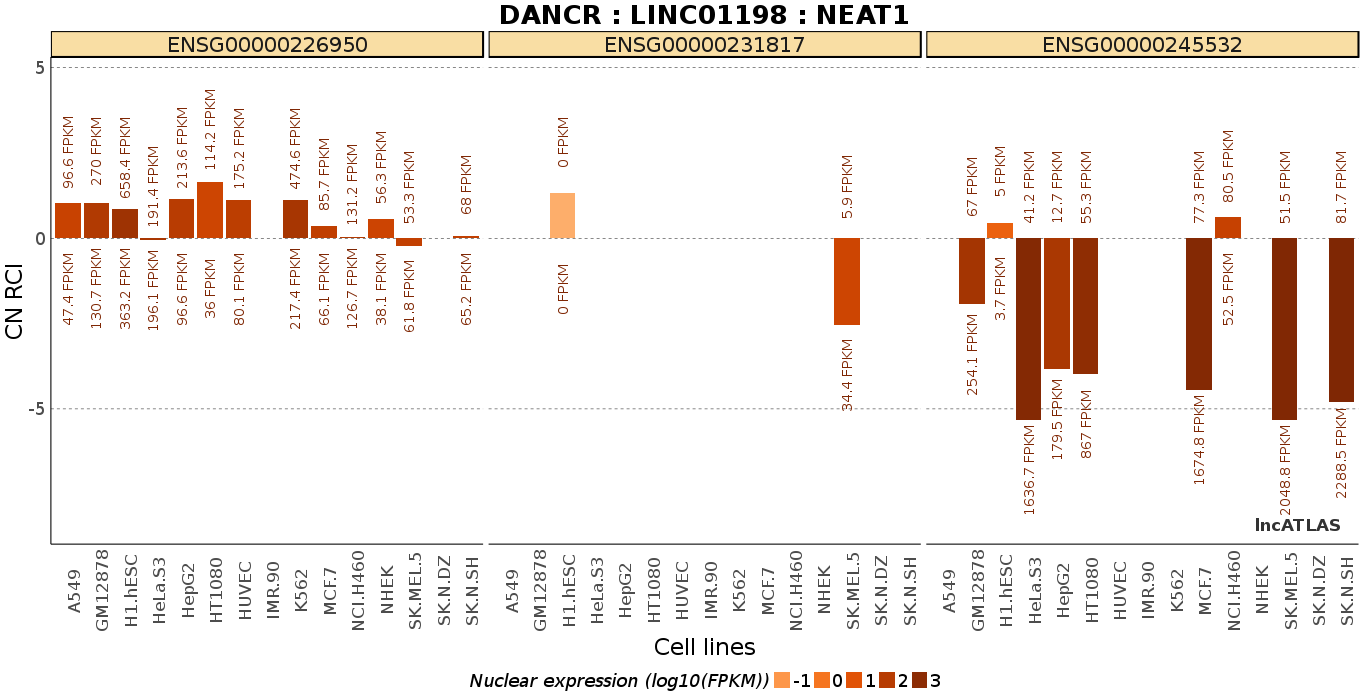 DANCR : LINC01198 : NEAT1
ENSG00000226950
ENSG00000231817
ENSG00000245532
CN RCI
5
0
-5
96.6 FPKM
270 FPKM
658.4 FPKM
191.4 FPKM
213.6 FPKM
114.2 FPKM
175.2 FPKM
474.6 FPKM
85.7 FPKM
131.2 FPKM
56.3 FPKM
53.3 FPKM
68 FPKM
47.4 FPKM
130.7 FPKM
363.2 FPKM
196.1 FPKM
96.6 FPKM
36 FPKM
80.1 FPKM
217.4 FPKM
66.1 FPKM
126.7 FPKM
38.1 FPKM
61.8 FPKM
65.2 FPKM
0 FPKM
5.9 FPKM
0 FPKM
34.4 FPKM
67 FPKM
5 FPKM
41.2 FPKM
12.7 FPKM
55.3 FPKM
77.3 FPKM
80.5 FPKM
51.5 FPKM
81.7 FPKM
254.1 FPKM
3.7 FPKM
1636.7 FPKM
179.5 FPKM
867 FPKM
1674.8 FPKM
52.5 FPKM
2048.8 FPKM
2288.5 FPKM
lncATLAS
A549
GM12878
H1.hESC
HeLa.S3
HepG2
HT1080
HUVEC
IMR.90
K562
MCF.7
NCI.H460
NHEK
SK.MEL.5
SK.N.DZ
SK.N.SH
A549
GM12878
H1.hESC
HeLa.S3
HepG2
HT1080
HUVEC
IMR.90
K562
MCF.7
NCI.H460
NHEK
SK.MEL.5
SK.N.DZ
SK.N.SH
A549
GM12878
H1.hESC
HeLa.S3
HepG2
HT1080
HUVEC
IMR.90
K562
MCF.7
NCI.H460
NHEK
SK.MEL.5
SK.N.DZ
SK.N.SH
Cell lines
Nuclear expression (log10(FPKM)) -1 0 1 2 3